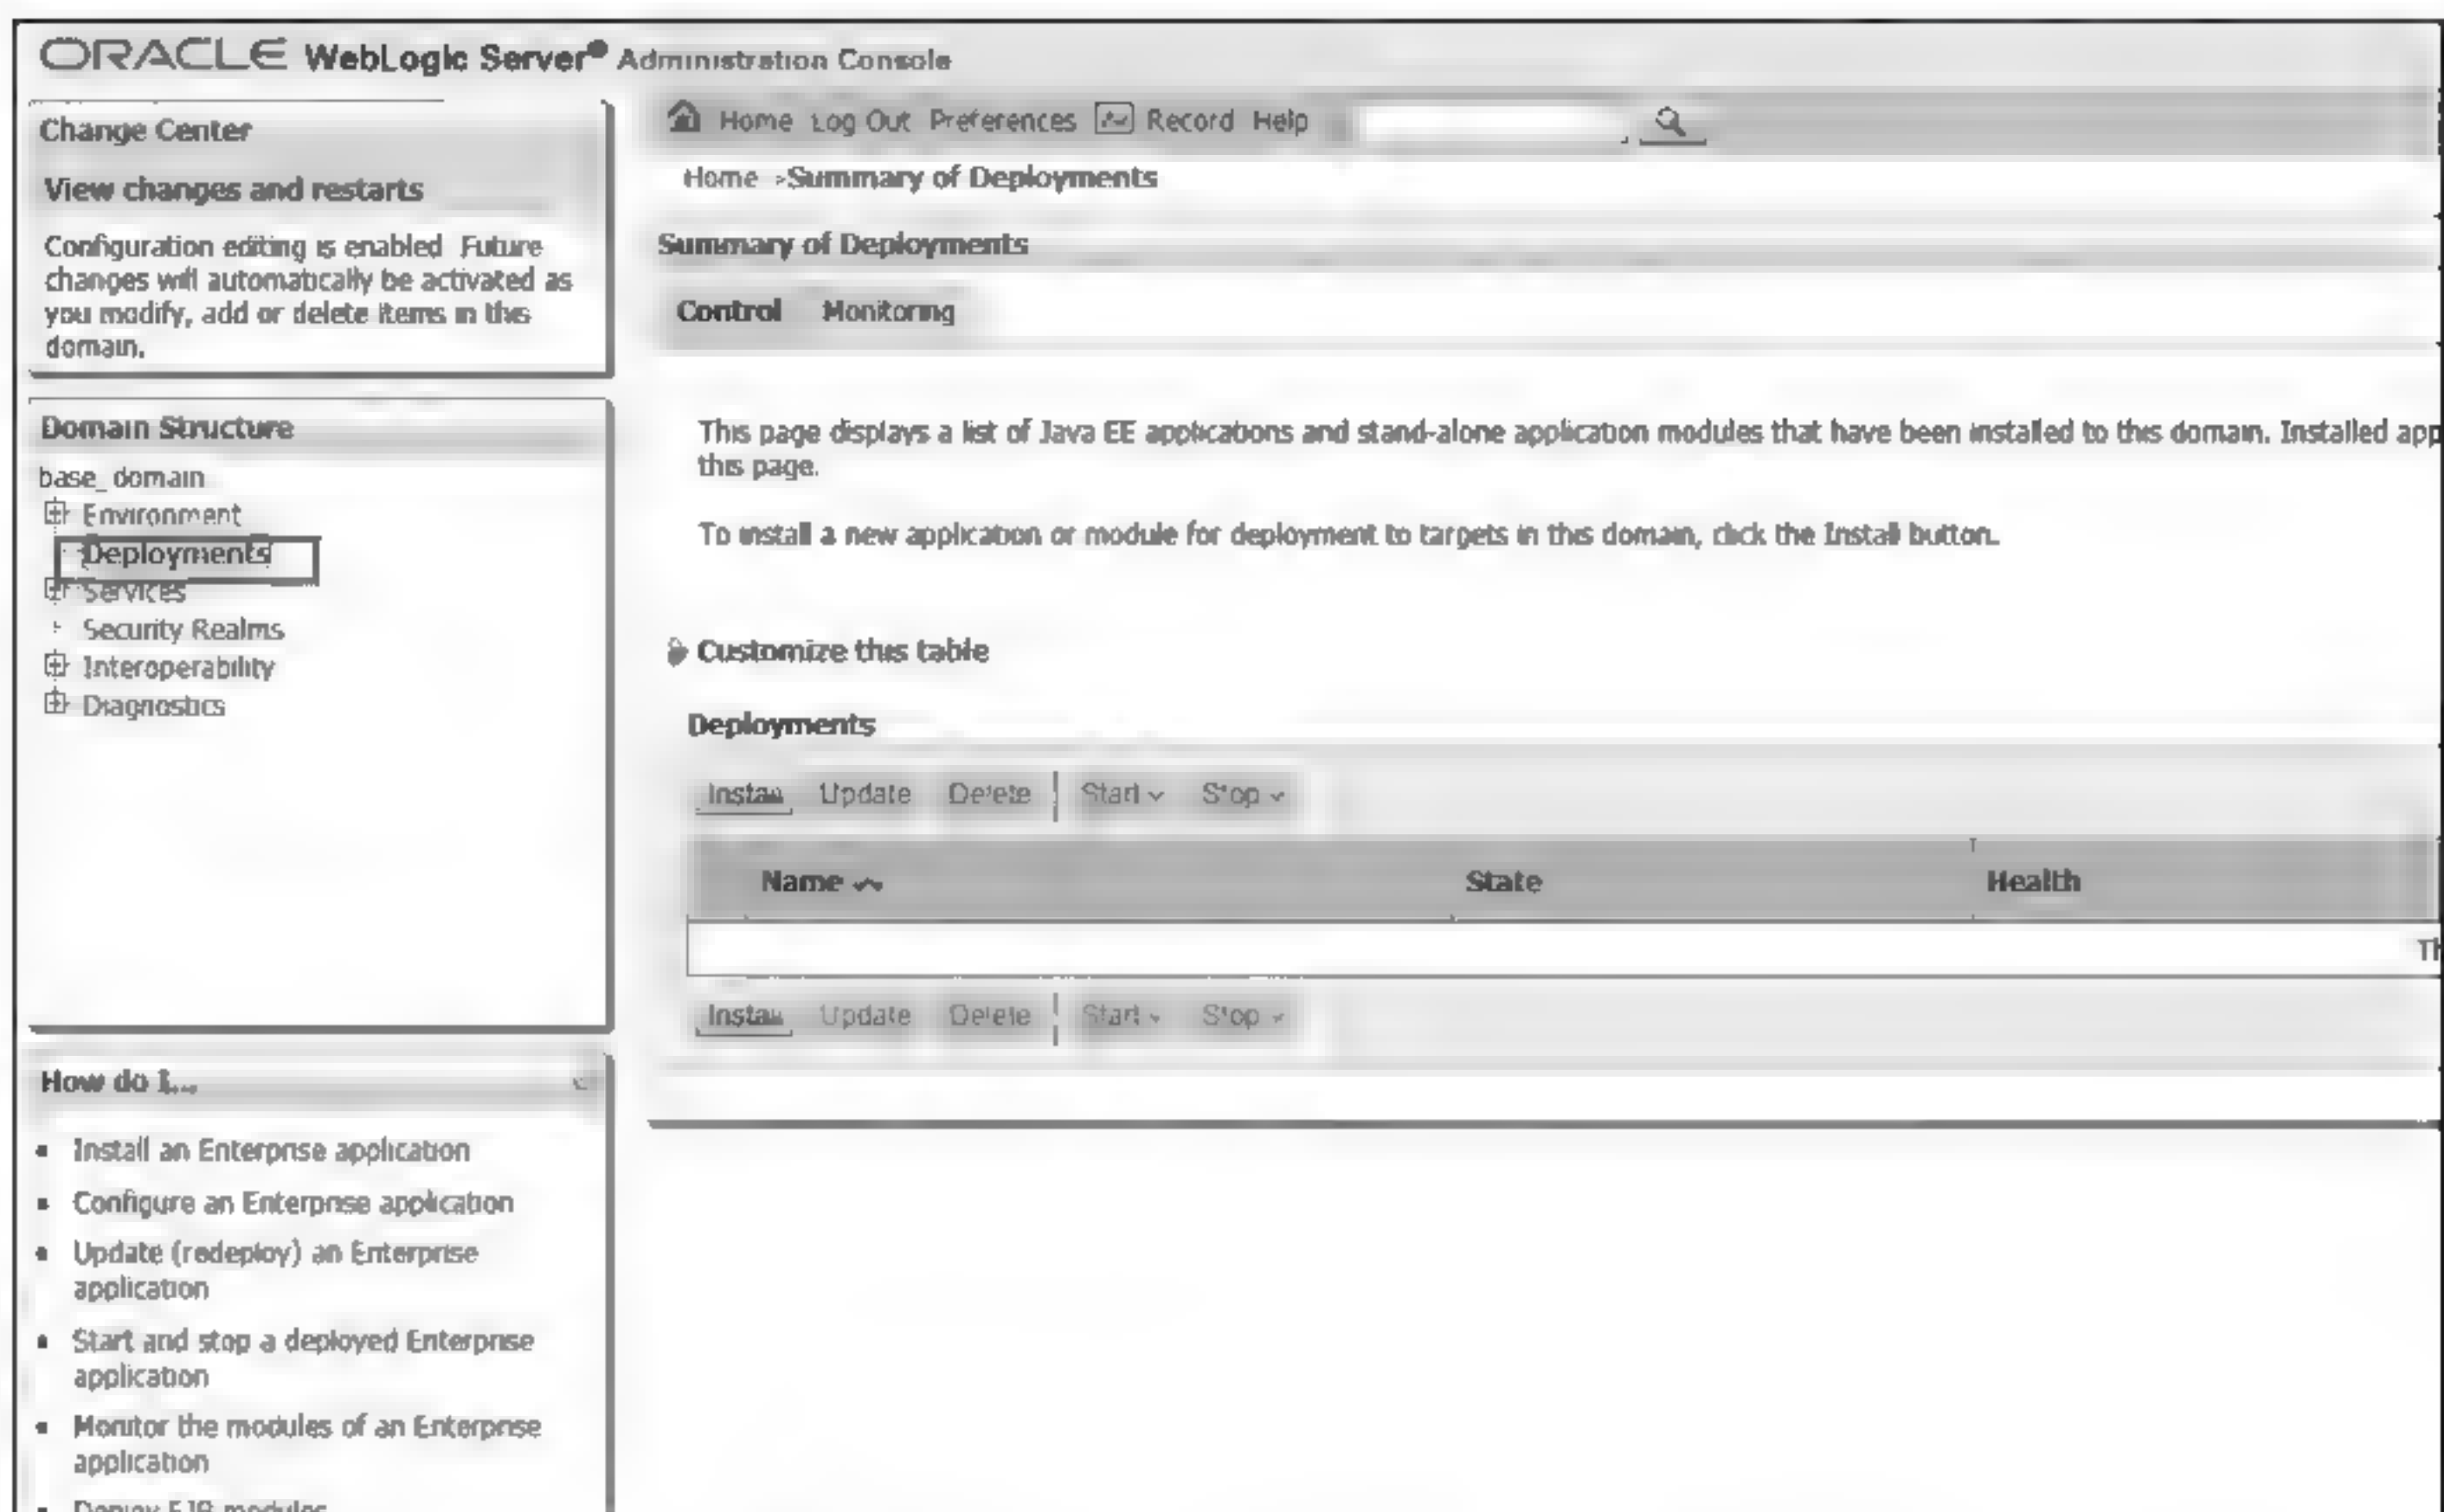 ORACLE WebLogic Server® Administration Console
Change Center
View changes and restarts
Configuration editing is enabled Future
changes will automatically be activated as
you modify, add or delete items in this
domain.
Domain Structure
base_domain
Environment
Deployments
Services
Security Realms
Interoperability
Diagnostics
How do I...
Install an Enterprise application
Configure an Enterprise application
Update (redeploy) an Enterprise
application
Start and stop a deployed Enterprise
application
Monitor the modules of an Enterprise
application
Deploy EJB modules
Home Log Out Preferences Record Help
Home >Summary of Deployments
Summary of Deployments
Control Monitoring
This page displays a list of Java EE applications and stand-alone application modules that have been installed to this domain. Installed app
this page.
To install a new application or module for deployment to targets in this domain, click the Install button.
Customize this table
Deployments
Install Update Delete Start Stop
Name State Health
Th
Install Update Delete Start Stop